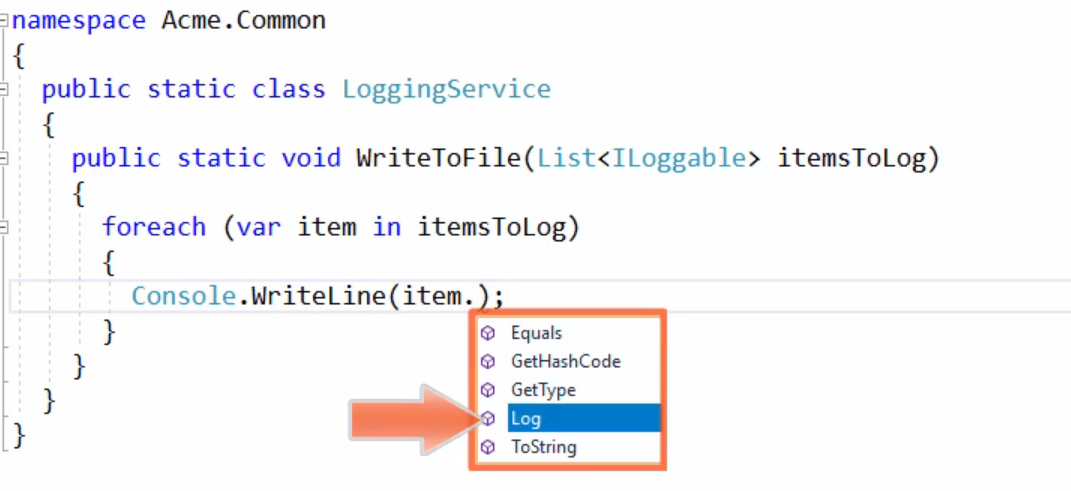 namespace Acme.Common
{
public static class LoggingService
{
public static void WriteToFile(List<ILoggable> itemsToLog)
{
foreach (var item in itemsToLog)
{
Console.WriteLine(item.);
}
}
}
}
Equals
GetHashCode
GetType
Log
ToString